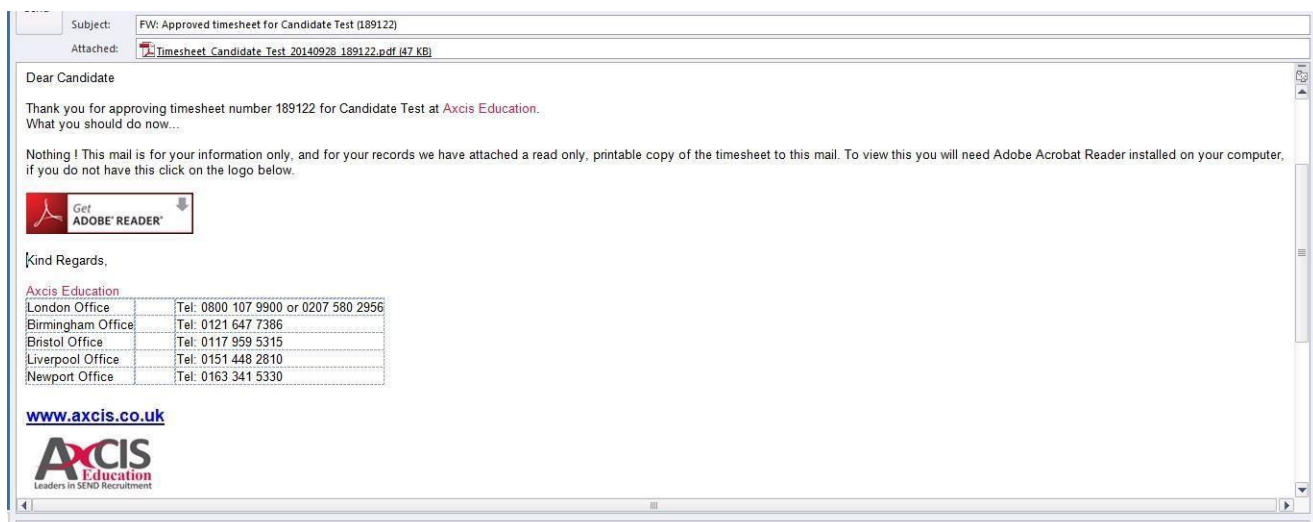 Subject: FW: Approved timesheet for Candidate Test (189122)
Attached: Timesheet_Candidate_Test_20140928_189122.pdf (47 KB)
Dear Candidate
Thank you for approving timesheet number 189122 for Candidate Test at Axcis Education.
What you should do now...
Nothing ! This mail is for your information only, and for your records we have attached a read only, printable copy of the timesheet to this mail. To view this you will need Adobe Acrobat Reader installed on your computer,
if you do not have this click on the logo below.
Get
ADOBE® READER®
Kind Regards,
Axcis Education
London Office Tel: 0800 107 9900 or 0207 580 2956
Birmingham Office Tel: 0121 647 7386
Bristol Office Tel: 0117 959 5315
Liverpool Office Tel: 0151 448 2810
Newport Office Tel: 0163 341 5330
www.axcis.co.uk
AXCIS
Education
Leaders in SEND Recruitment